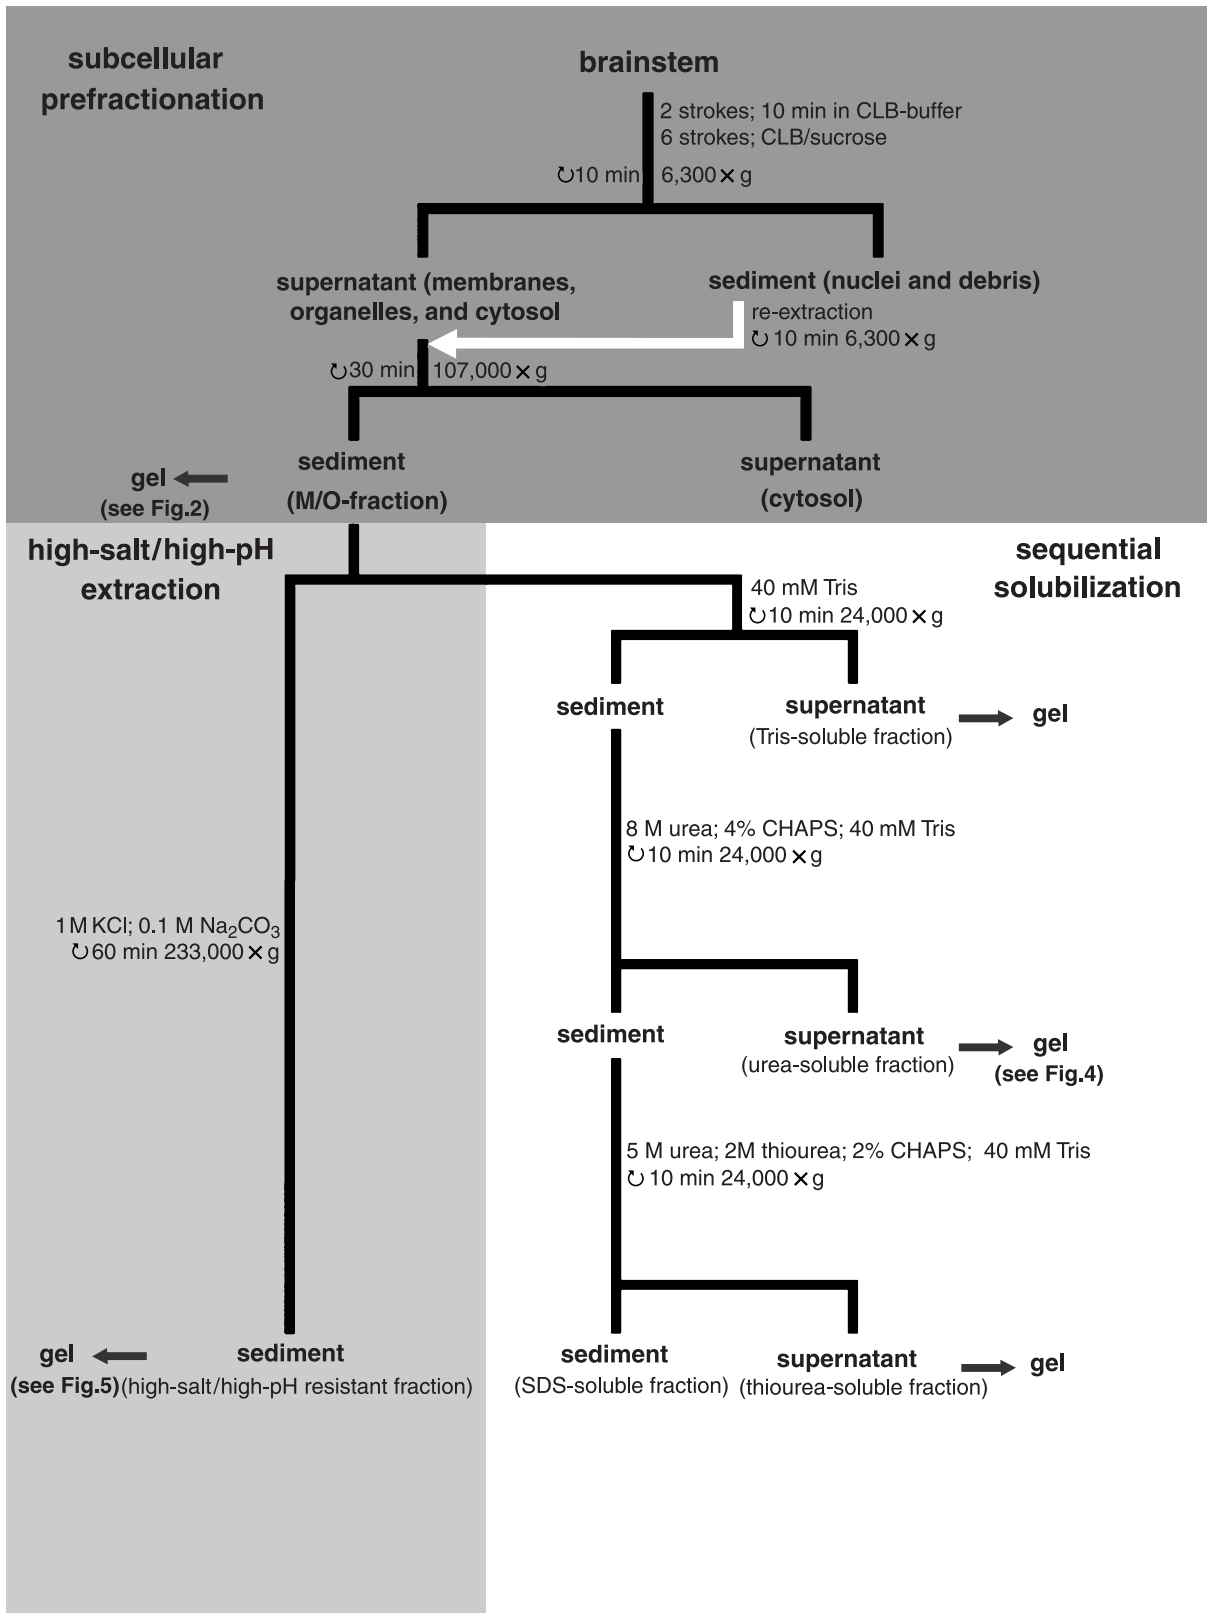 subcellular
prefractionation
brainstem
2 strokes; 10 min in CLB-buffer
6 strokes; CLB/sucrose
↻10 min 6,300 × g
supernatant (membranes,
organelles, and cytosol
sediment (nuclei and debris)
re-extraction
↻ 10 min 6,300 × g
↻30 min 107,000 × g
sediment
(M/O-fraction)
gel
(see Fig.2)
supernatant
(cytosol)
high-salt/high-pH
extraction
sequential
solubilization
40 mM Tris
↻10 min 24,000 × g
sediment
supernatant
(Tris-soluble fraction)
gel
8 M urea; 4% CHAPS; 40 mM Tris
↻10 min 24,000 × g
1 M KCl; 0.1 M Na₂CO₃
↻60 min 233,000 × g
sediment
supernatant
(urea-soluble fraction)
gel
(see Fig.4)
5 M urea; 2M thiourea; 2% CHAPS; 40 mM Tris
↻ 10 min 24,000 × g
gel
(see Fig.5)
sediment
(high-salt/high-pH resistant fraction)
sediment
(SDS-soluble fraction)
supernatant
(thiourea-soluble fraction)
gel